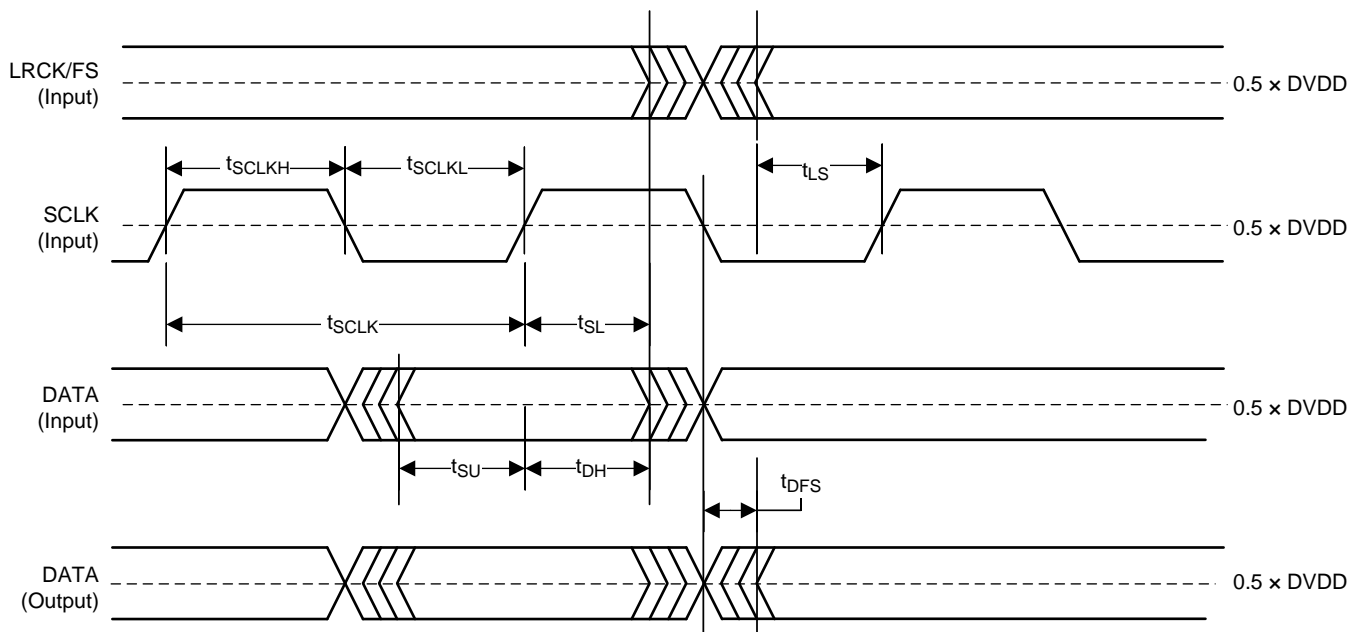 LRCK/FS
(Input)
0.5 × DVDD
tSCLKH
tSCLKL
tLS
SCLK
(Input)
0.5 × DVDD
tSCLK
tSL
DATA
(Input)
0.5 × DVDD
tSU
tDH
tDFS
DATA
(Output)
0.5 × DVDD